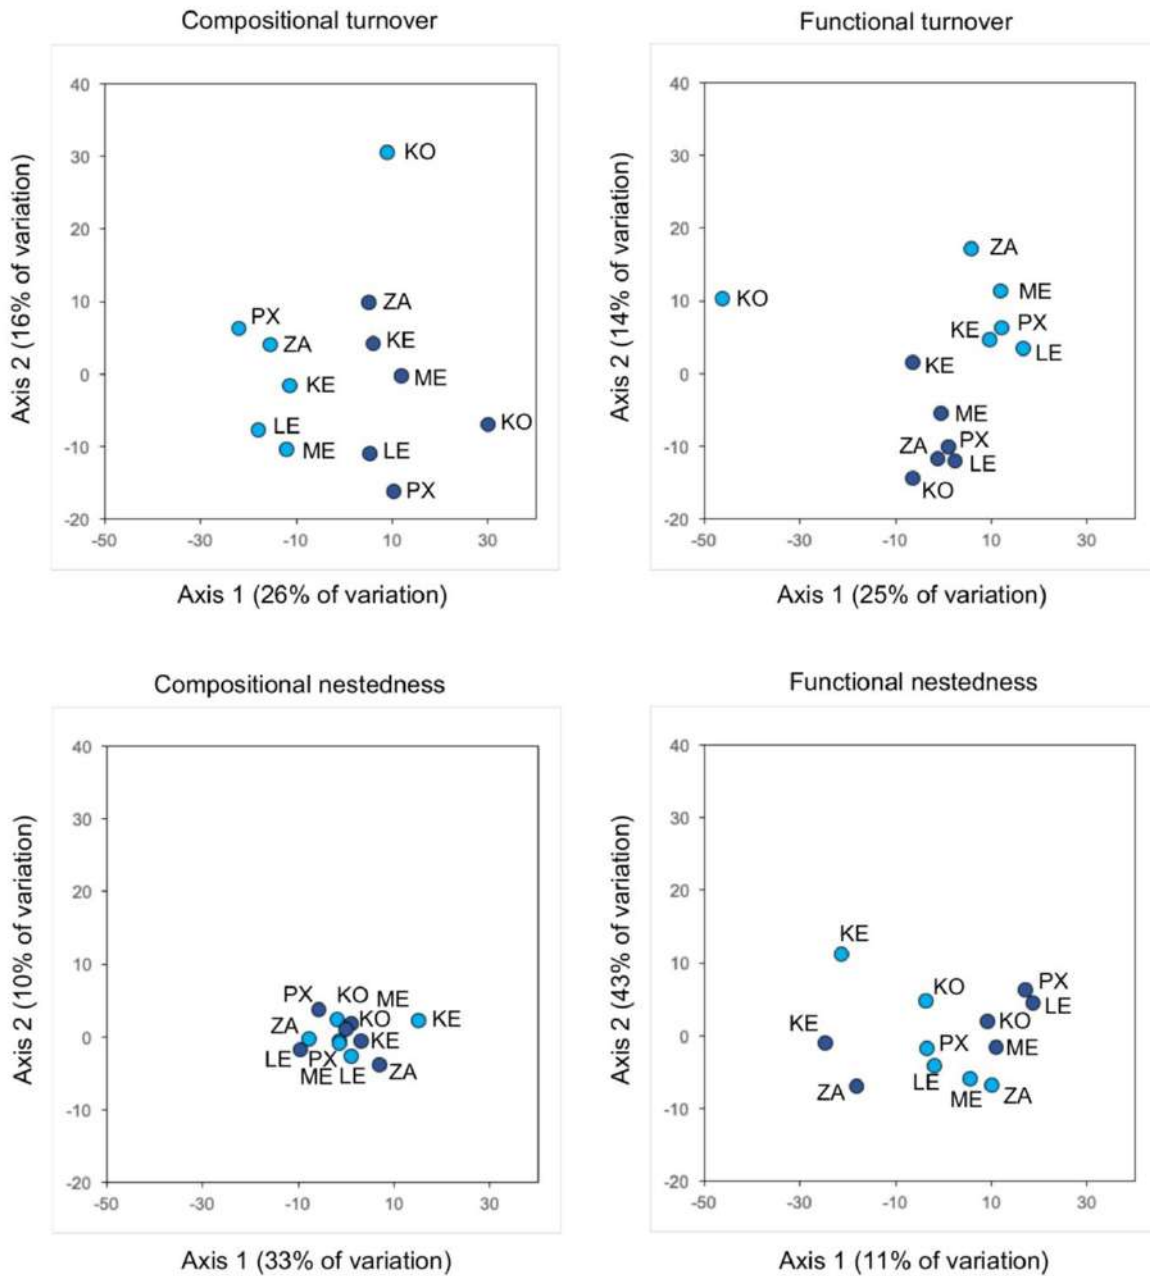 Compositional turnover
Axis 2 (16% of variation)
40
30
20
10
0
-10
-20
KO
PX
ZA
ZA
KE
KE
ME
LE
ME
KO
LE
PX
-50
-30
-10
10
30
Axis 1 (26% of variation)
Functional turnover
Axis 2 (14% of variation)
40
30
20
10
0
-10
-20
ZA
KO
ME
PX
KE
LE
KE
ME
ZA
PX
LE
KO
-50
-30
-10
10
30
Axis 1 (25% of variation)
Compositional nestedness
Axis 2 (10% of variation)
40
30
20
10
0
-10
-20
PX
KO
ME
ZA
KO
KE
KE
LE
PX
ME
LE
ZA
-50
-30
-10
10
30
Axis 1 (33% of variation)
Functional nestedness
Axis 2 (43% of variation)
40
30
20
10
0
-10
-20
KE
KO
PX
LE
KE
KO
PX
ME
LE
ZA
ME
ZA
-50
-30
-10
10
30
Axis 1 (11% of variation)